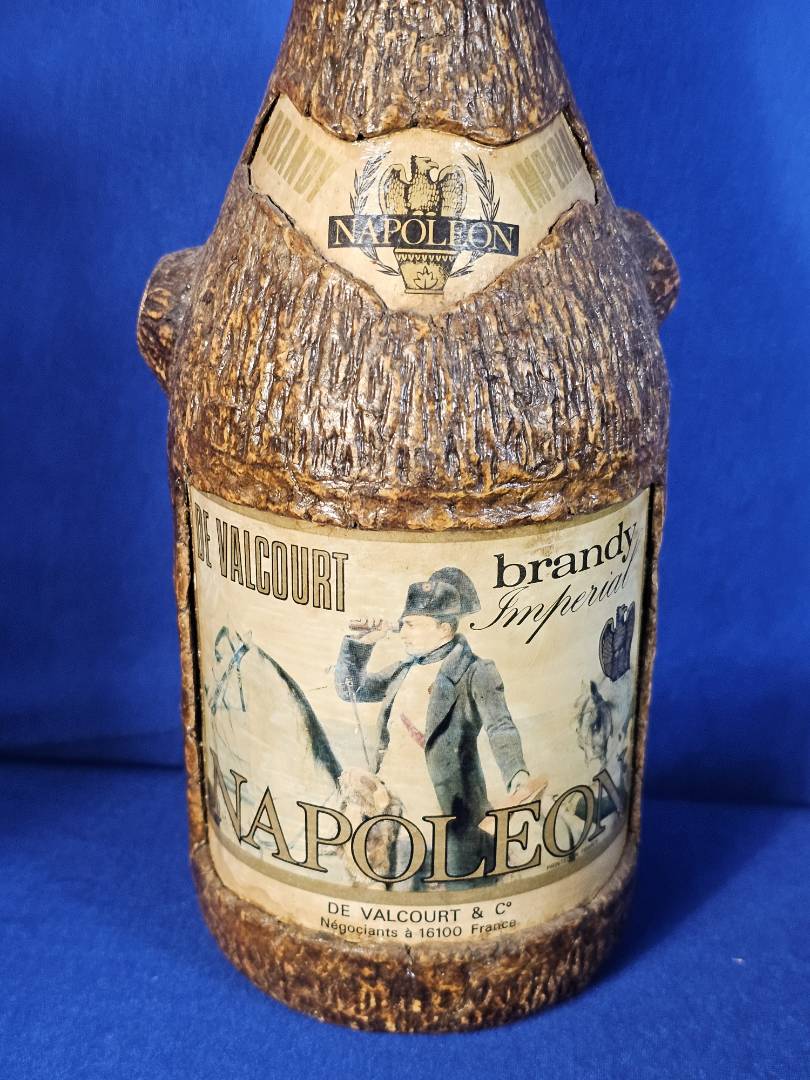 BRANDY IMPERIAL
NAPOLEON
DE VALCOURT
brandy
Imperial
NAPOLEON
DE VALCOURT & C°
Négociants à 16100 France